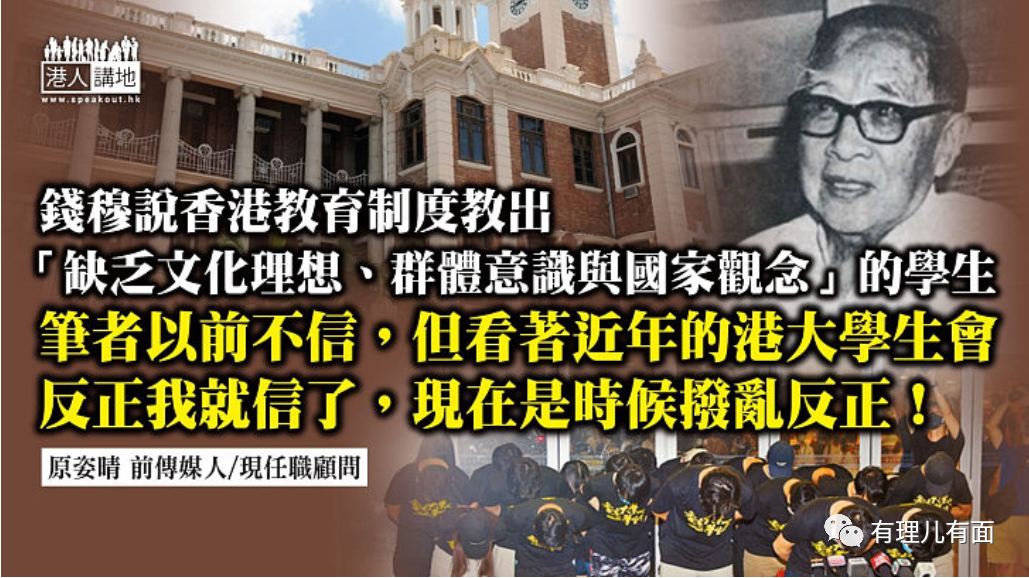 港人講地
www.speakout.hk
錢穆說香港教育制度教出
「缺乏文化理想、群體意識與國家觀念」的學生
筆者以前不信，但看著近年的港大學生會
反正我就信了，現在是時候撥亂反正！
原姿晴 前傳媒人/現任職顧問
有理儿有面